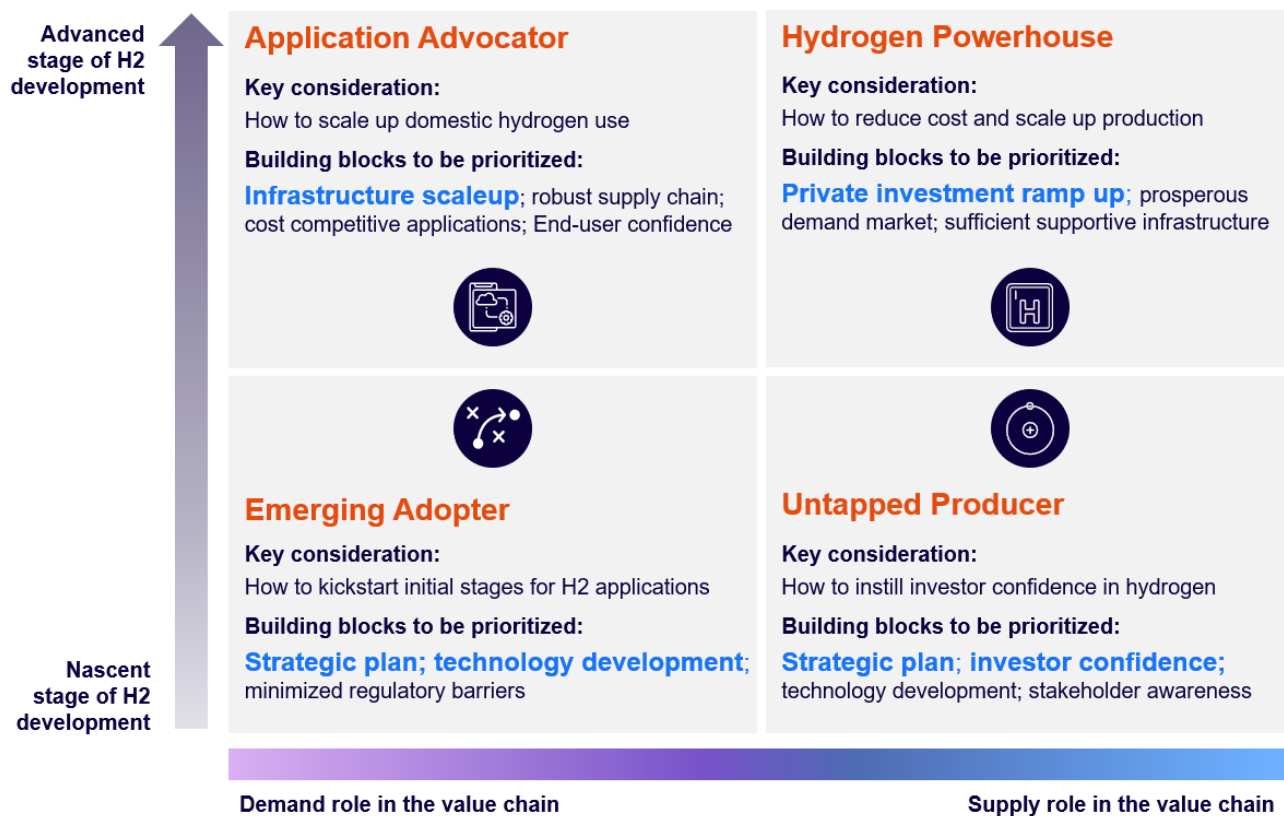 Advanced
stage of H2
development
Application Advocator
Key consideration:
How to scale up domestic hydrogen use
Building blocks to be prioritized:
Infrastructure scaleup; robust supply chain;
cost competitive applications; End-user confidence
Hydrogen Powerhouse
Key consideration:
How to reduce cost and scale up production
Building blocks to be prioritized:
Private investment ramp up; prosperous
demand market; sufficient supportive infrastructure
H
Emerging Adopter
Key consideration:
How to kickstart initial stages for H2 applications
Building blocks to be prioritized:
Strategic plan; technology development;
minimized regulatory barriers
Untapped Producer
Key consideration:
How to instill investor confidence in hydrogen
Building blocks to be prioritized:
Strategic plan; investor confidence;
technology development; stakeholder awareness
Nascent
stage of H2
development
Demand role in the value chain
Supply role in the value chain